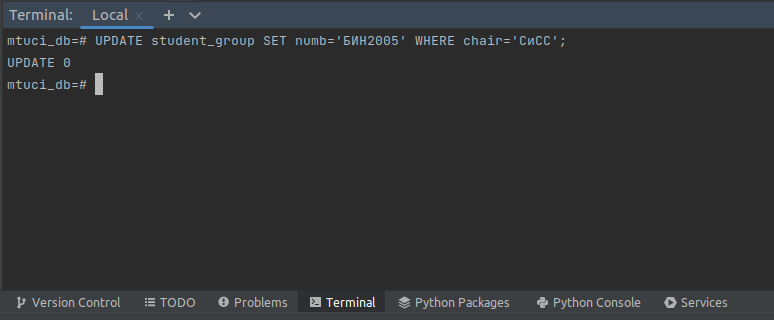 Terminal: Local × + 
mtuci_db=# UPDATE student_group SET numb='БИН2005' WHERE chair='СиСС';
UPDATE 0
mtuci_db=#
Version Control TODO Problems Terminal Python Packages Python Console Services